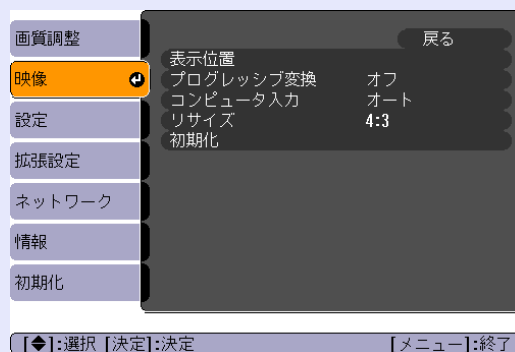 画質調整
映像
設定
拡張設定
ネットワーク
情報
初期化
戻る
表示位置
プログレッシブ変換 オフ
コンピュータ入力 オート
リサイズ 4:3
初期化
[◆]:選択 [決定]:決定 [メニュー]:終了